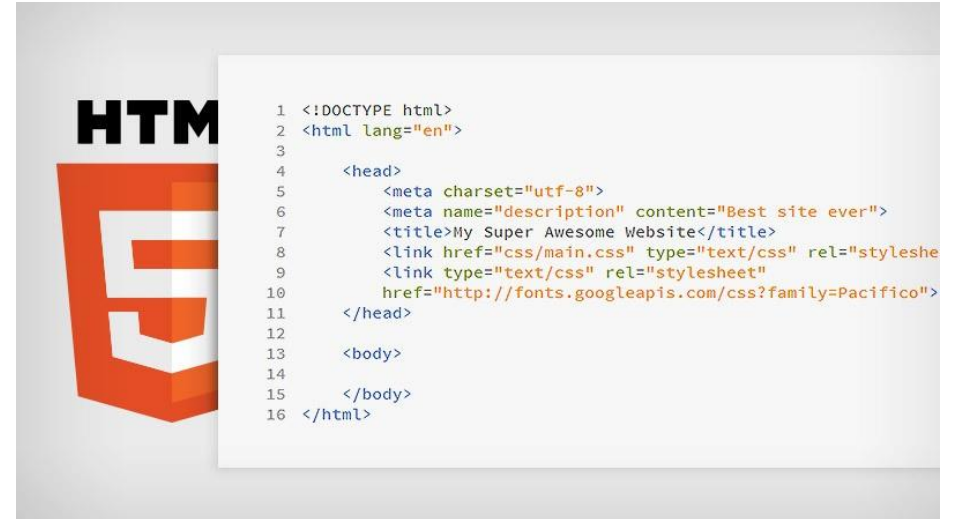 HTM
1 <!DOCTYPE html>
2 <html lang="en">
3
4     <head>
5         <meta charset="utf-8">
6         <meta name="description" content="Best site ever">
7         <title>My Super Awesome Website</title>
8         <link href="css/main.css" type="text/css" rel="styleshe
9         <link type="text/css" rel="stylesheet"
10         href="http://fonts.googleapis.com/css?family=Pacifico">
11     </head>
12
13     <body>
14
15     </body>
16 </html>